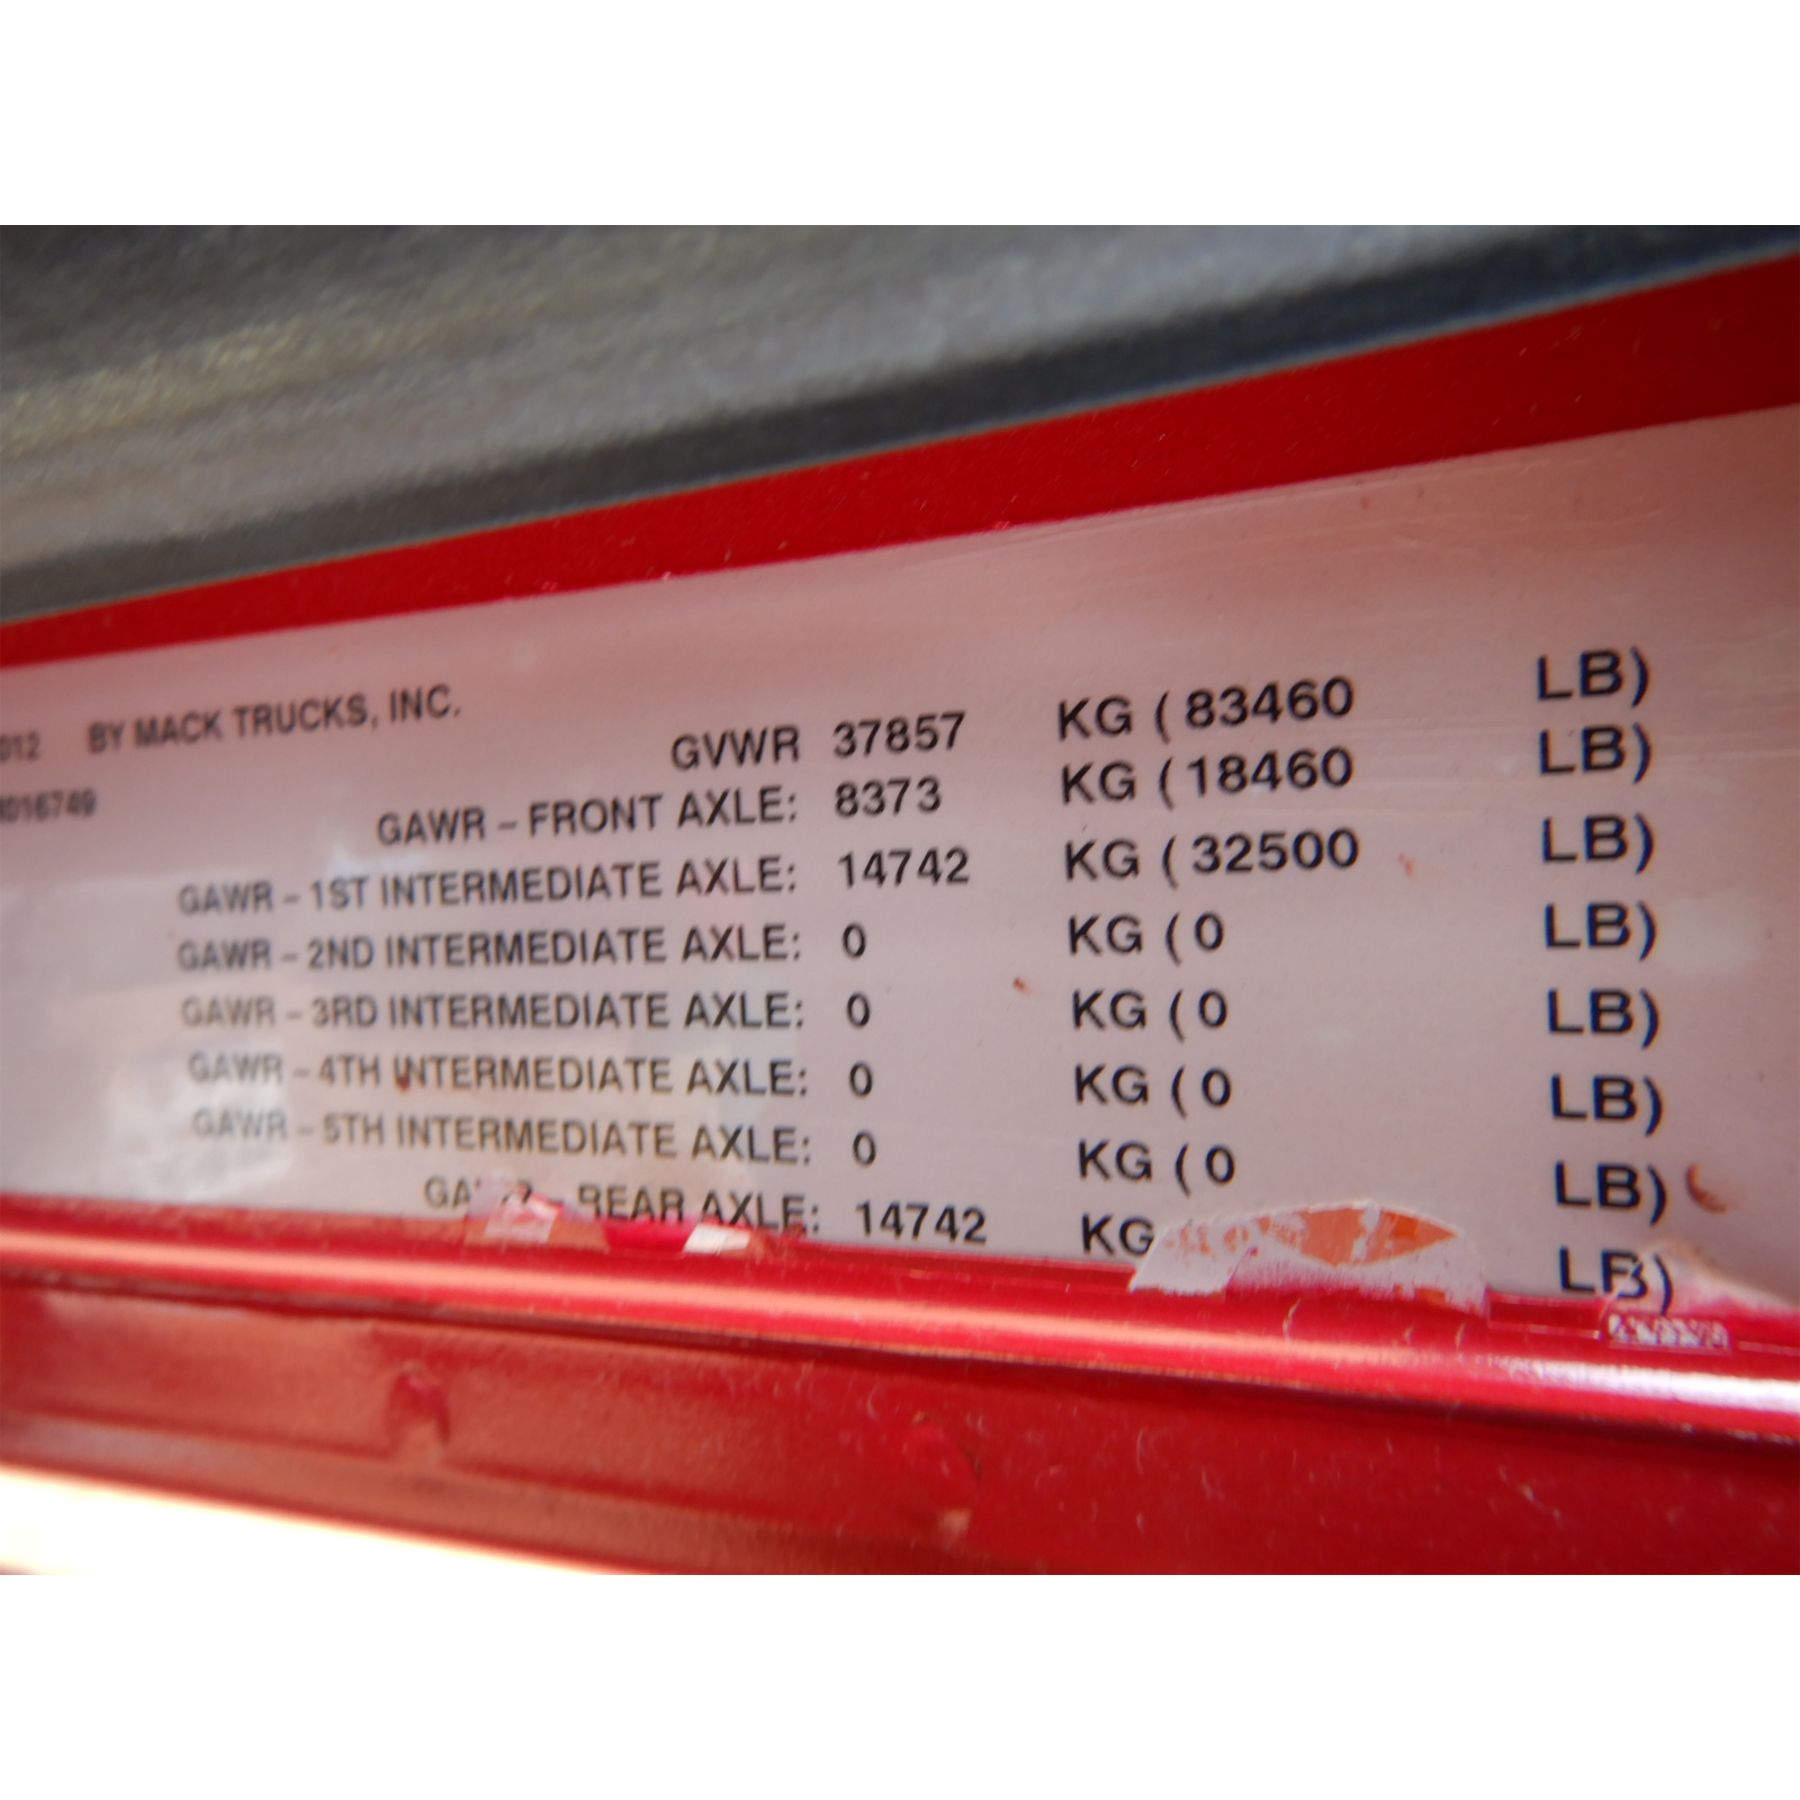 012 BY MACK TRUCKS, INC.
016749
GVWR 37857 KG (83460 LB)
GAWR - FRONT AXLE: 8373 KG (18460 LB)
GAWR - 1ST INTERMEDIATE AXLE: 14742 KG (32500 LB)
GAWR - 2ND INTERMEDIATE AXLE: 0 KG (0 LB)
GAWR - 3RD INTERMEDIATE AXLE: 0 KG (0 LB)
GAWR - 4TH INTERMEDIATE AXLE: 0 KG (0 LB)
GAWR - 5TH INTERMEDIATE AXLE: 0 KG (0 LB)
- REAR AXLE: 14742 KG LB)